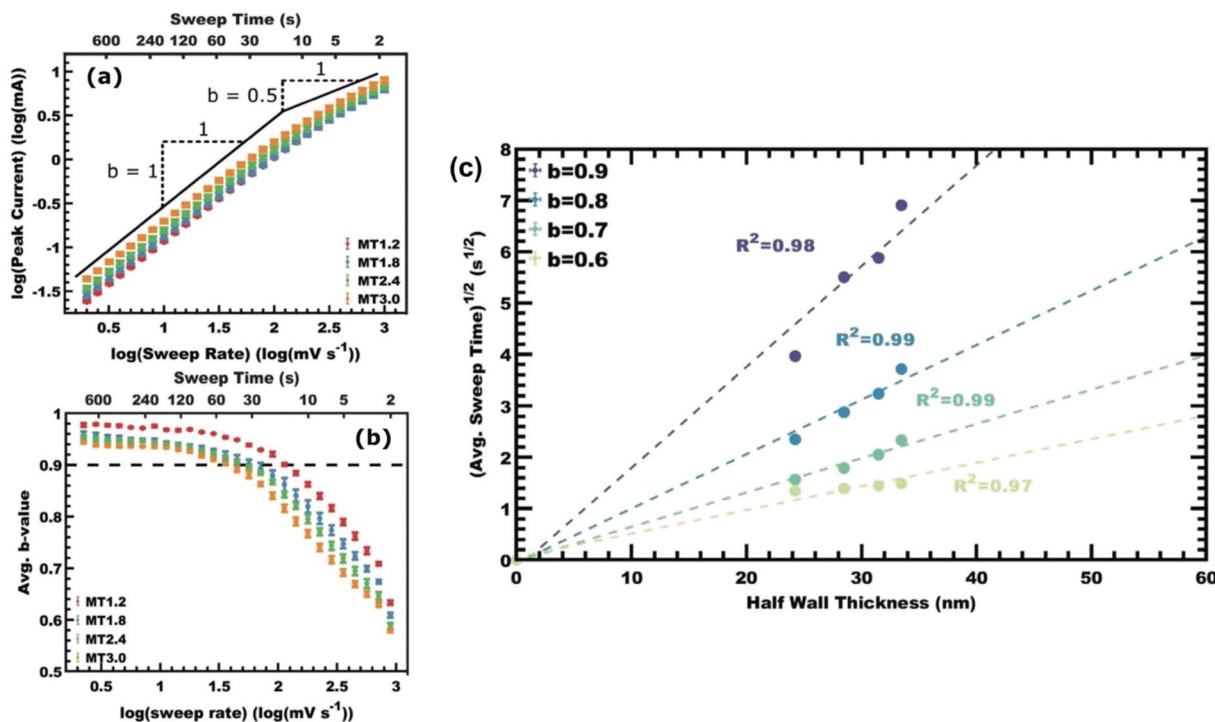 Sweep Time (s)
600 240 120 60 30 10 5 2
(a)
1
b = 0.5
1
b = 1
log(Peak Current) (log(mA))
1
0.5
0
-0.5
-1
-1.5
MT1.2
MT1.8
MT2.4
MT3.0
0.5 1 1.5 2 2.5 3
log(Sweep Rate) (log(mV s⁻¹))
Sweep Time (s)
600 240 120 60 30 10 5 2
(b)
Avg. b-value
1
0.9
0.8
0.7
0.6
0.5
MT1.2
MT1.8
MT2.4
MT3.0
0.5 1 1.5 2 2.5 3
log(sweep rate) (log(mV s⁻¹))
(c)
(Avg. Sweep Time)^1/2 (s^1/2)
8
7
6
5
4
3
2
1
0
b=0.9
b=0.8
b=0.7
b=0.6
R²=0.98
R²=0.99
R²=0.99
R²=0.97
0 10 20 30 40 50 60
Half Wall Thickness (nm)